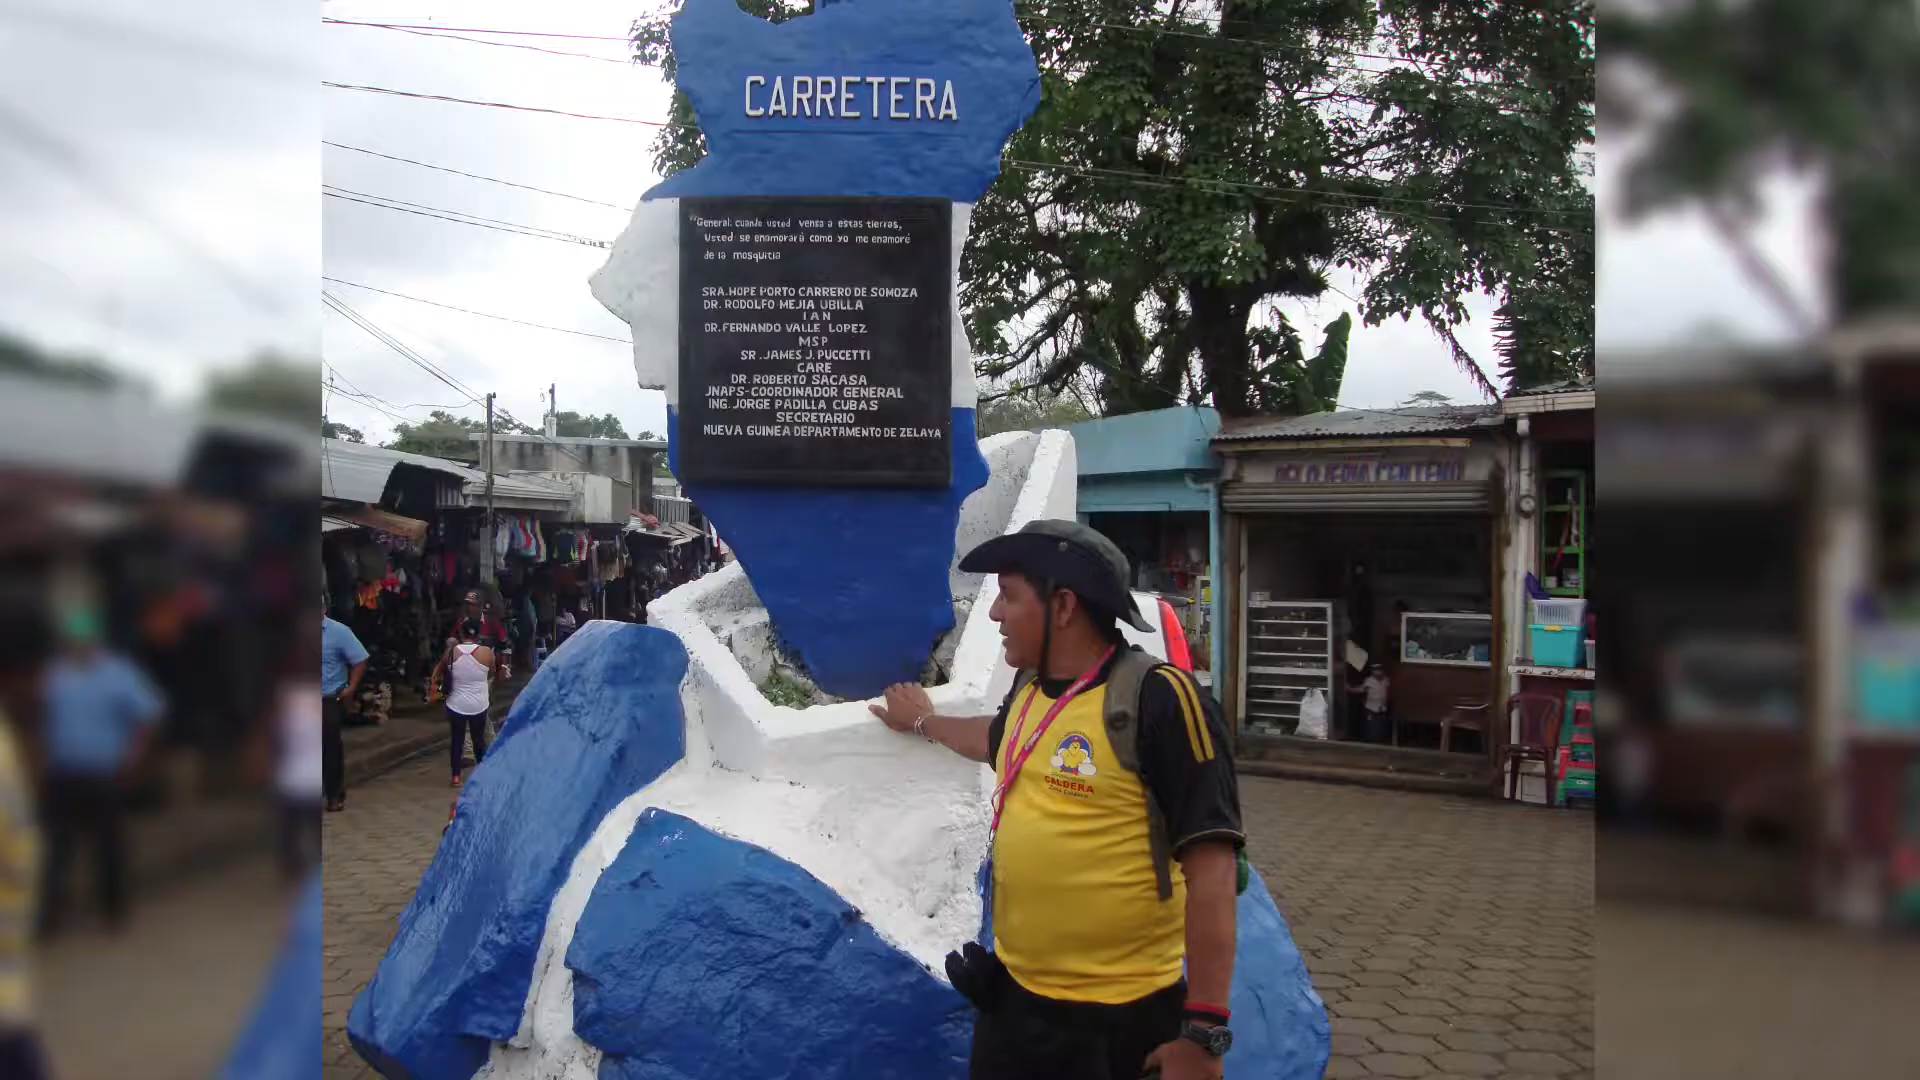 CARRETERA
"General: cuando usted venga a estas tierras,
Usted se enamorará como yo me enamoré
de la mosquitia
SRA. HOPE PORTO CARRERO DE SOMOZA
DR. RODOLFO MEJIA UBILLA
IAN
DR. FERNANDO VALLE LOPEZ
MSP
SR. JAMES J. PUCCETTI
CARE
DR. ROBERTO SACASA
JNAPS-COORDINADOR GENERAL
ING. JORGE PADILLA CUBAS
SECRETARIO
NUEVA GUINEA DEPARTAMENTO DE ZELAYA
RELOJERIA CENTENO
CALDERA